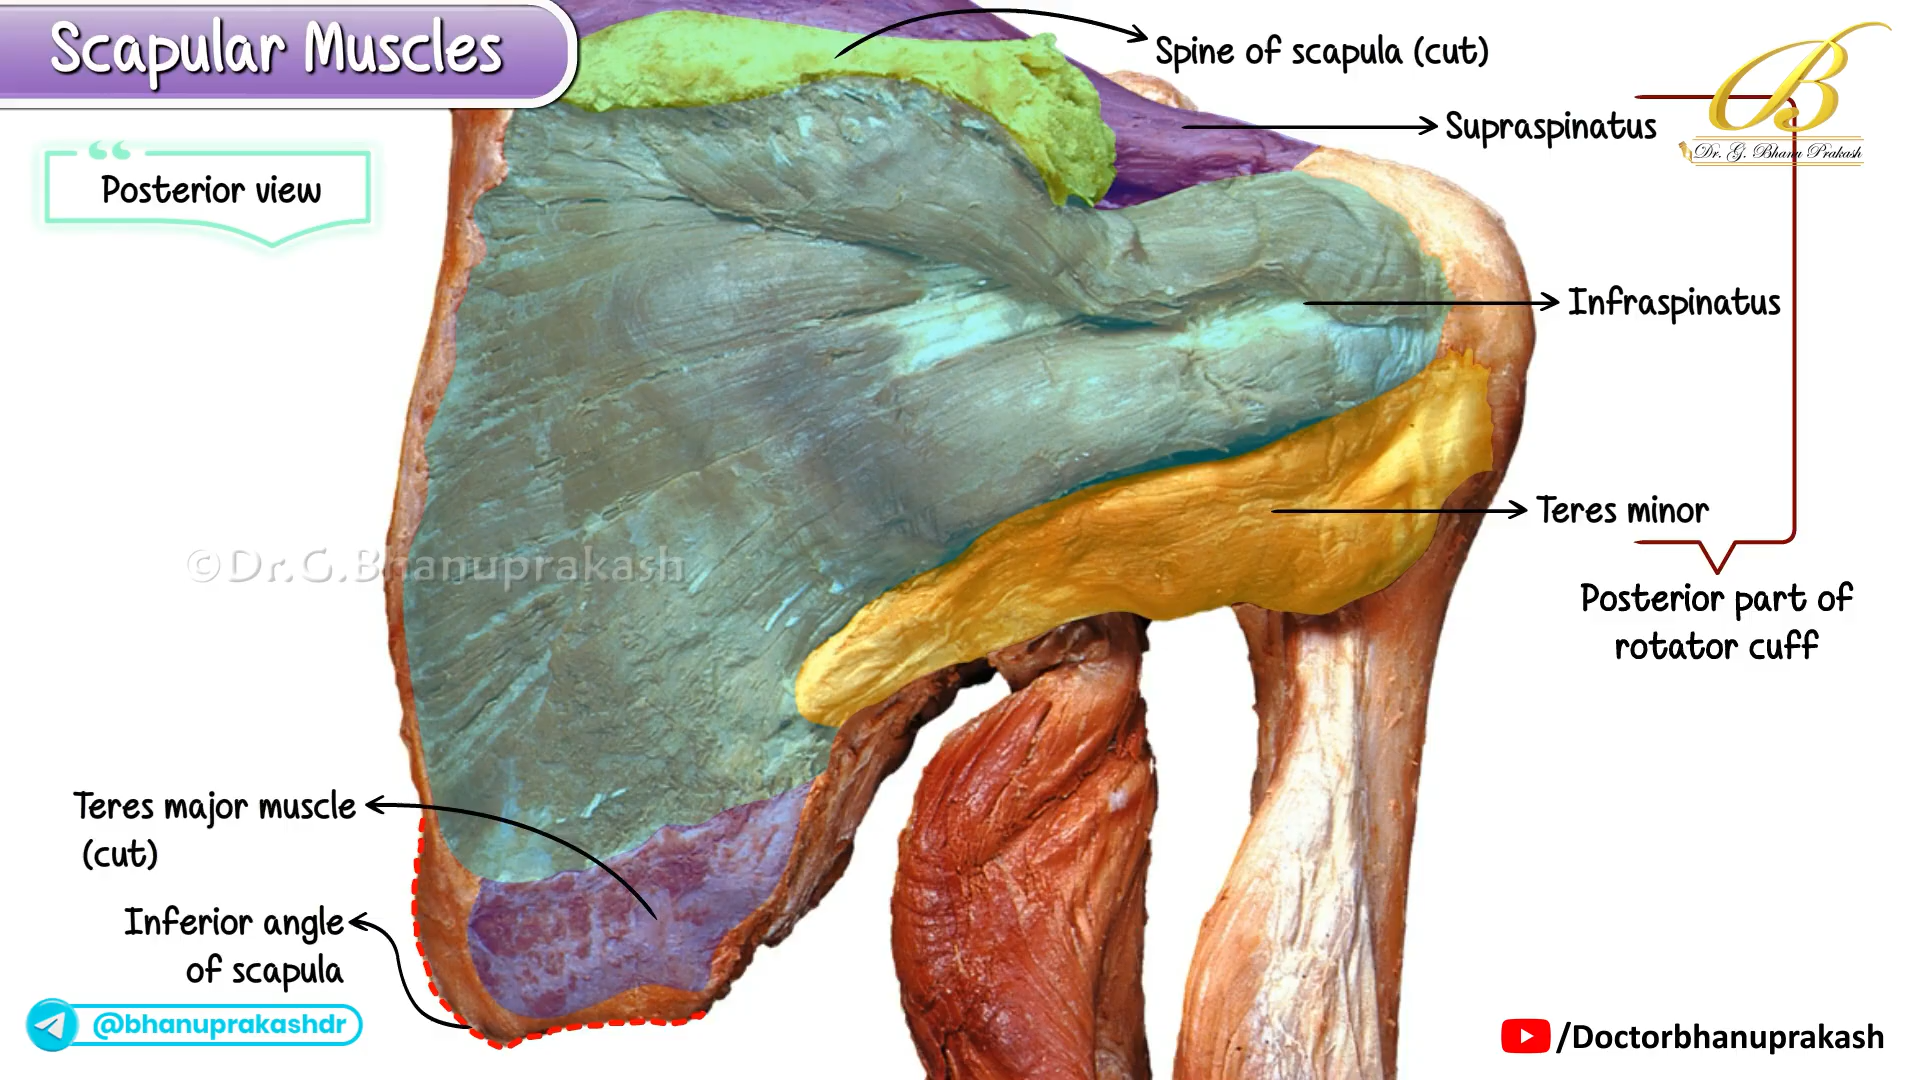 Scapular Muscles
Posterior view
Spine of scapula (cut)
Supraspinatus
Dr. G. Bhanu Prakash
Infraspinatus
Teres minor
Posterior part of
rotator cuff
©Dr.G.Bhanuprakash
Teres major muscle
(cut)
Inferior angle
of scapula
@bhanuprakashdr
/Doctorbhanuprakash